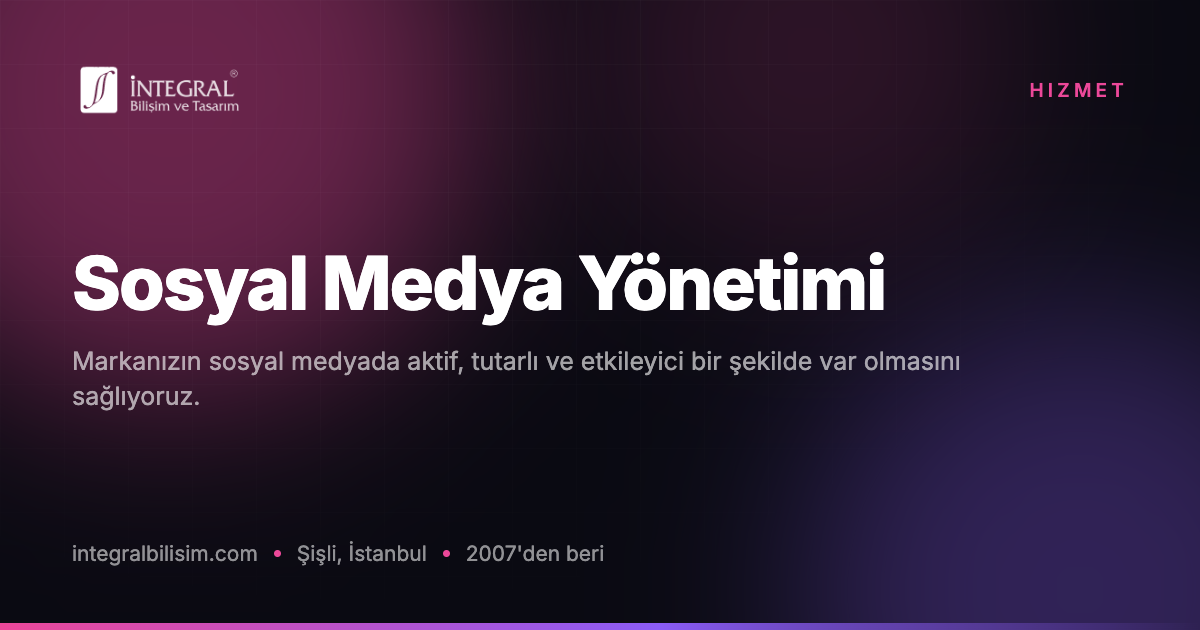 İNTEGRAL®
Bilişim ve Tasarım
HIZMET
Sosyal Medya Yönetimi
Markanızın sosyal medyada aktif, tutarlı ve etkileyici bir şekilde var olmasını
sağlıyoruz.
integralbilisim.com • Şişli, İstanbul • 2007'den beri